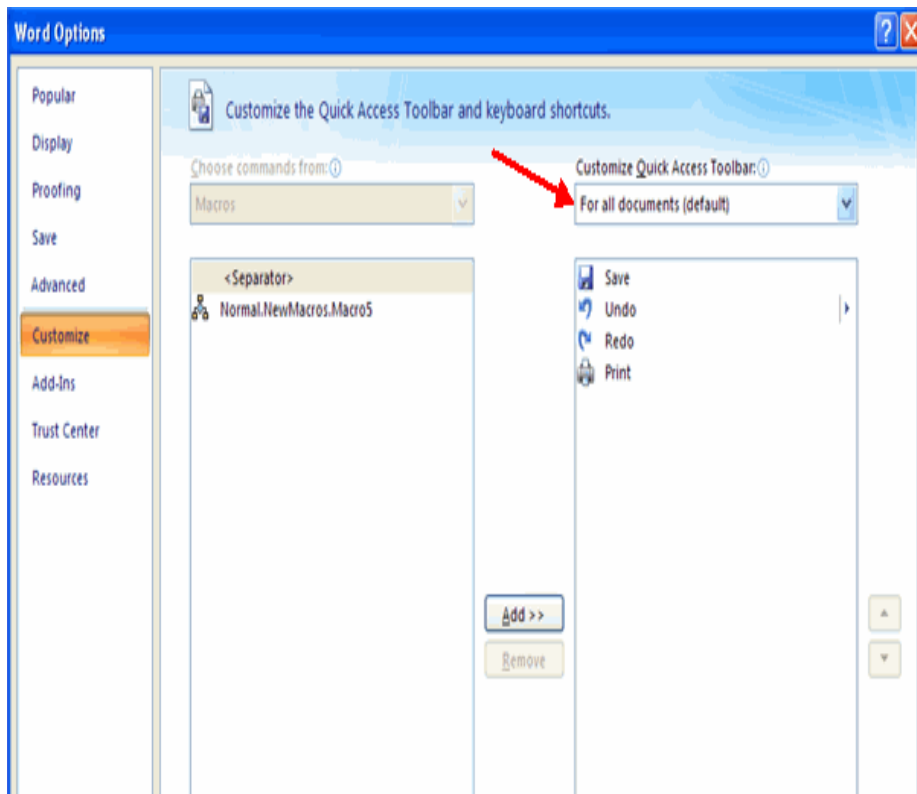 Word Options
Popular
Display
Proofing
Save
Advanced
Customize
Add-Ins
Trust Center
Resources
Customize the Quick Access Toolbar and keyboard shortcuts.
Choose commands from:
Macros
<Separator>
Normal.NewMacros.Macro5
Add >>
Remove
Customize Quick Access Toolbar:
For all documents (default)
Save
Undo
Redo
Print